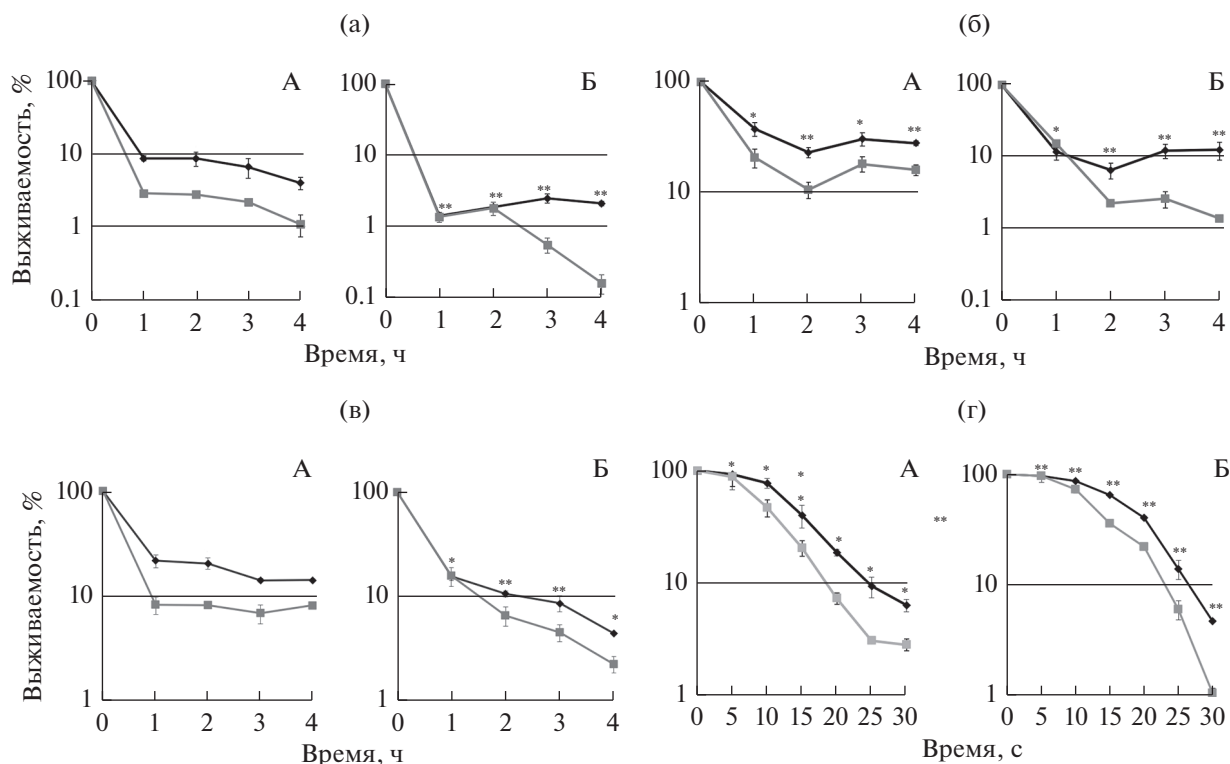 (а)
(б)
Выживаемость, %
А
100
10
1
0.1
0 1 2 3 4
Б
100
10
1
0.1
** ** ** **
0 1 2 3 4
Время, ч
А
100
10
1
* ** * **
0 1 2 3 4
Б
100
10
1
0.1
* ** ** **
0 1 2 3 4
Время, ч
(в)
(г)
Выживаемость, %
А
100
10
1
0 1 2 3 4
Б
100
10
1
* ** ** *
0 1 2 3 4
Время, ч
А
100
10
1
* * * * * * *
0 5 10 15 20 25 30
**
Б
100
10
1
** ** ** ** ** **
0 5 10 15 20 25 30
Время, с